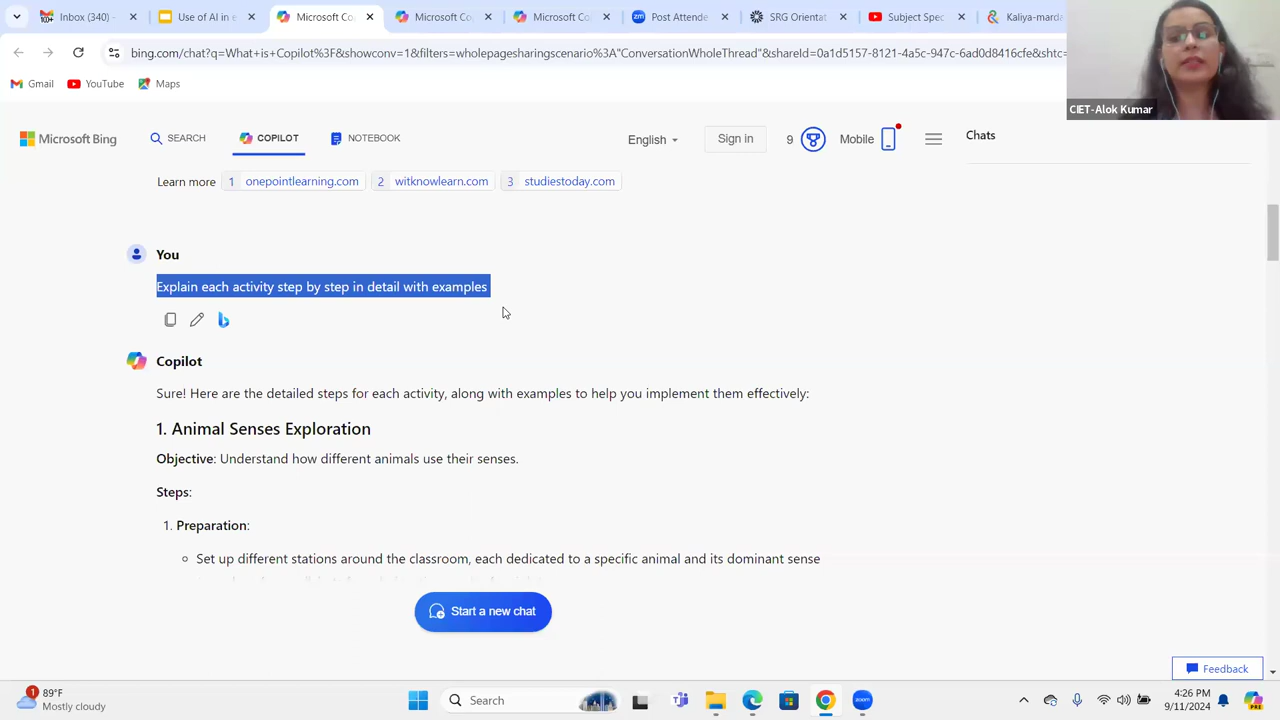 Inbox (340)
Use of AI in e
Microsoft Co
Microsoft Co
Microsoft Co
Post Attende
SRG Orientat
Subject Spec
Kaliya-mard
bing.com/chat?q=What+is+Copilot%3F&showconv=1&filters=wholepagesharingscenario%3A"ConversationWholeThread"&shareId=0a1d5157-8121-4a5c-947c-6ad0d8416cfe&shtc=
Gmail
YouTube
Maps
CIET-Alok Kumar
Microsoft Bing
SEARCH
COPILOT
NOTEBOOK
English
Sign in
9
Mobile
Chats
Learn more 1 onepointlearning.com 2 witknowlearn.com 3 studiestoday.com
You
Explain each activity step by step in detail with examples
Copilot
Sure! Here are the detailed steps for each activity, along with examples to help you implement them effectively:
1. Animal Senses Exploration
Objective: Understand how different animals use their senses.
Steps:
1. Preparation:
Set up different stations around the classroom, each dedicated to a specific animal and its dominant sense
Start a new chat
Feedback
1
89°F
Mostly cloudy
Search
zoom
PRE
4:26 PM
9/11/2024